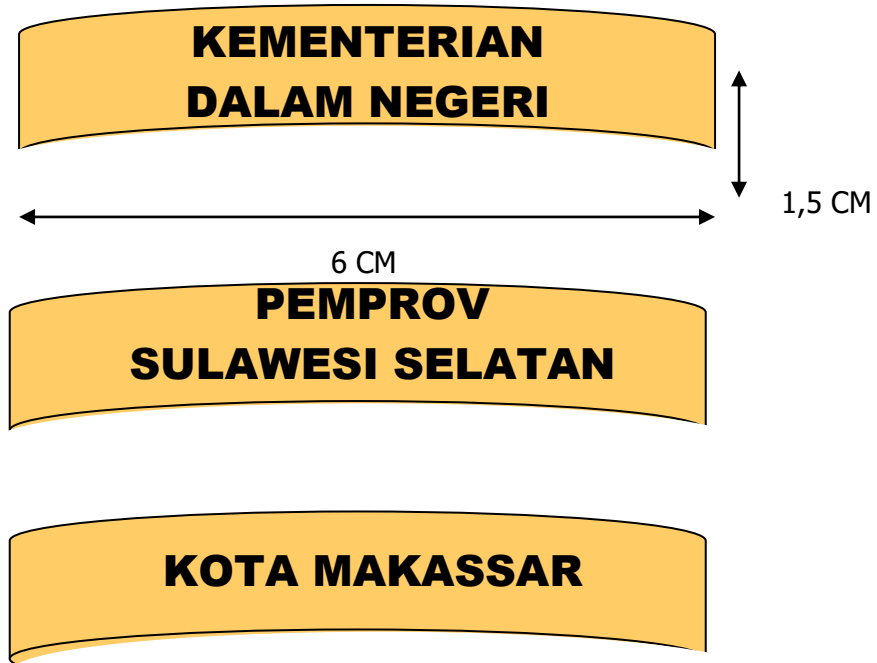 KEMENTERIAN
DALAM NEGERI
1,5 CM
6 CM
PEMPROV
SULAWESI SELATAN
KOTA MAKASSAR